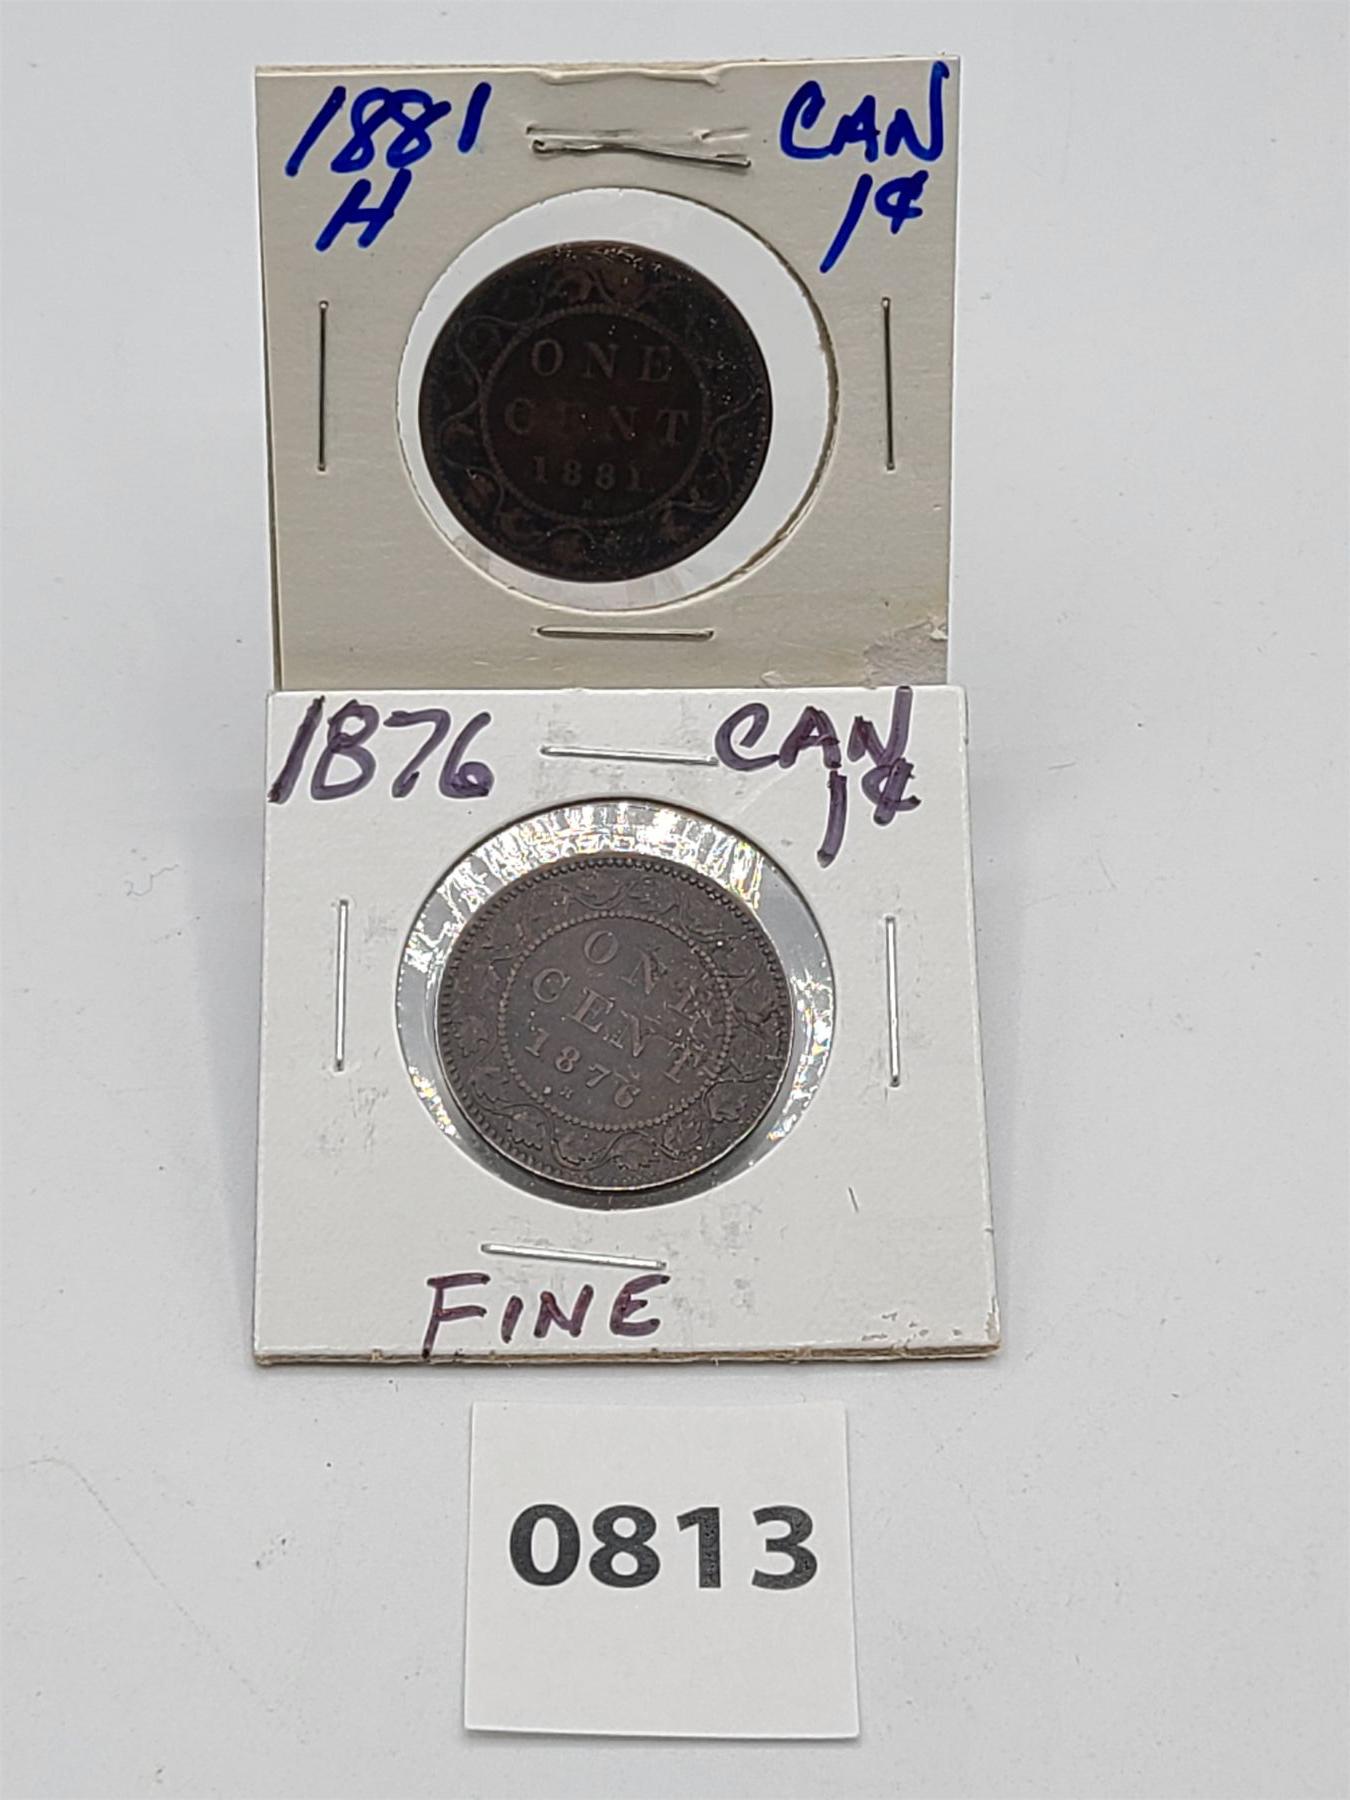 1881 CAN
H 1¢
ONE
CENT
1881
H
1876 CAN
1¢
ONE
CENT
1876
H
FINE
0813